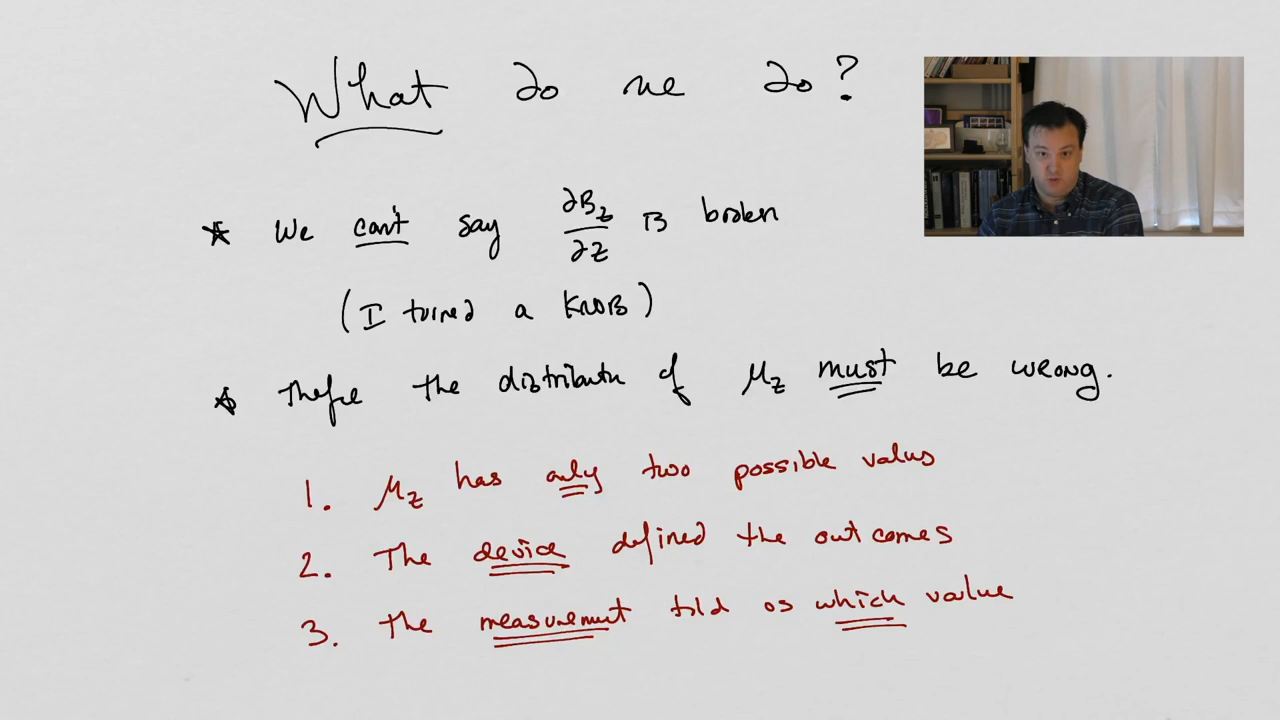 What do we do?
* We can't say ∂B_z/∂z is broken
(I turned a knob)
* Therefore the distribution of μ_z must be wrong.
1. μ_z has only two possible values
2. The device defined the outcomes
3. the measurement told us which value